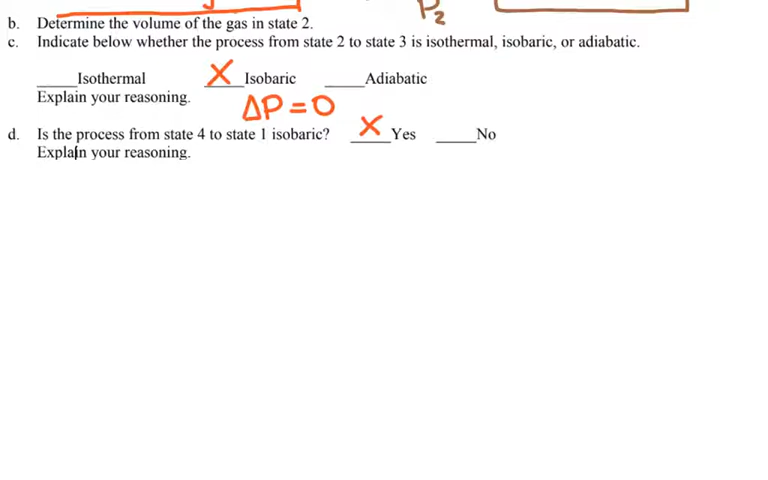 P2
b. Determine the volume of the gas in state 2.
c. Indicate below whether the process from state 2 to state 3 is isothermal, isobaric, or adiabatic.
_____Isothermal X _____Isobaric _____Adiabatic
Explain your reasoning.
ΔP=0
d. Is the process from state 4 to state 1 isobaric? X _____Yes _____No
Explain your reasoning.